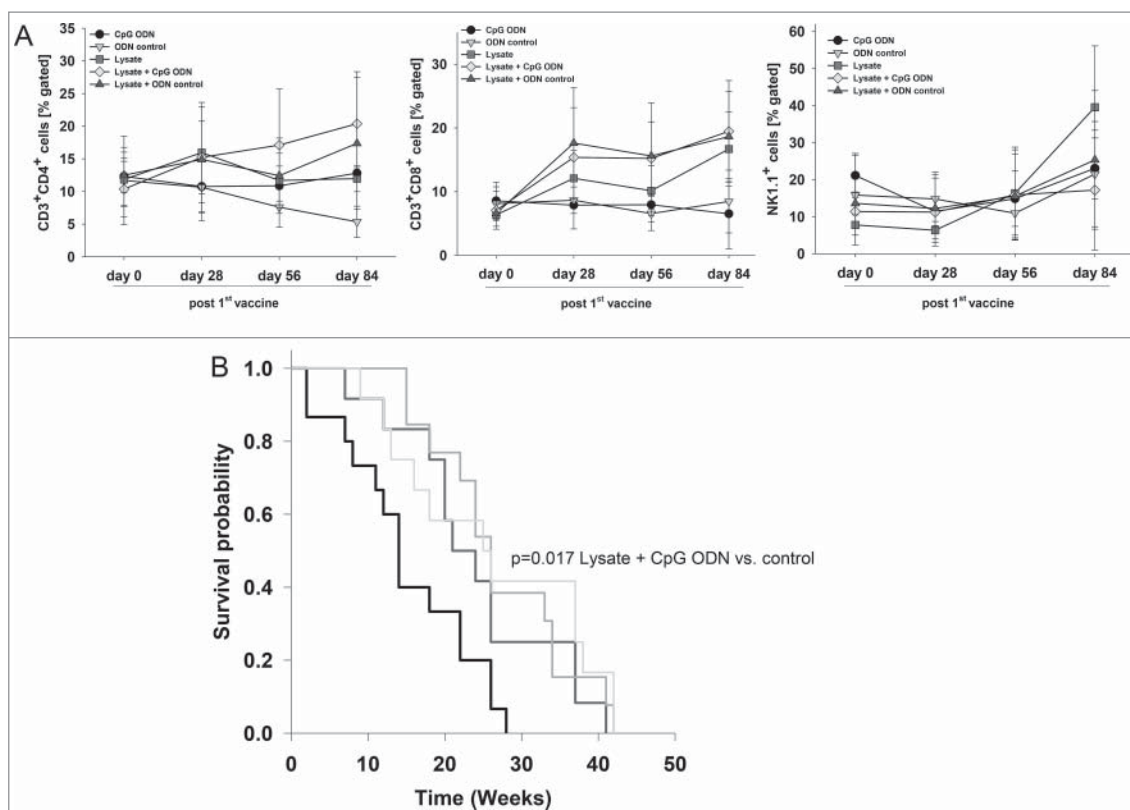 A
CD3+CD4+ cells [% gated]
35
30
25
20
15
10
5
0
CpG ODN
ODN control
Lysate
Lysate + CpG ODN
Lysate + ODN control
day 0 day 28 day 56 day 84
post 1st vaccine
CD3+CD8+ cells [% gated]
30
20
10
0
CpG ODN
ODN control
Lysate
Lysate + CpG ODN
Lysate + ODN control
day 0 day 28 day 56 day 84
post 1st vaccine
NK1.1+ cells [% gated]
60
50
40
30
20
10
0
CpG ODN
ODN control
Lysate
Lysate + CpG ODN
Lysate + ODN control
day 0 day 28 day 56 day 84
post 1st vaccine
B
Survival probability
1.0
0.8
0.6
0.4
0.2
0.0
p=0.017 Lysate + CpG ODN vs. control
0 10 20 30 40 50
Time (Weeks)